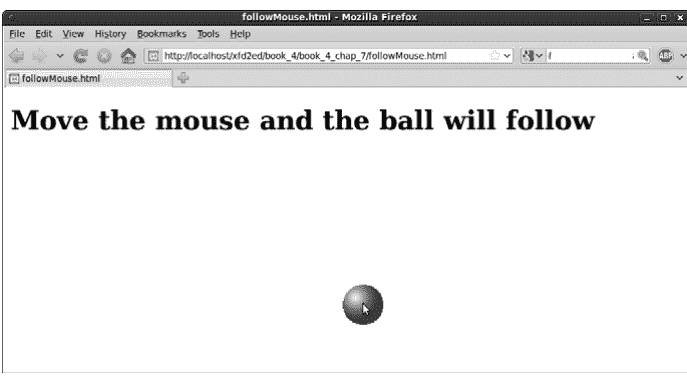 followMouse.html - Mozilla Firefox
File Edit View History Bookmarks Tools Help
http://localhost/xfd2ed/book_4/book_4_chap_7/followMouse.html
ABP
followMouse.html
Move the mouse and the ball will follow